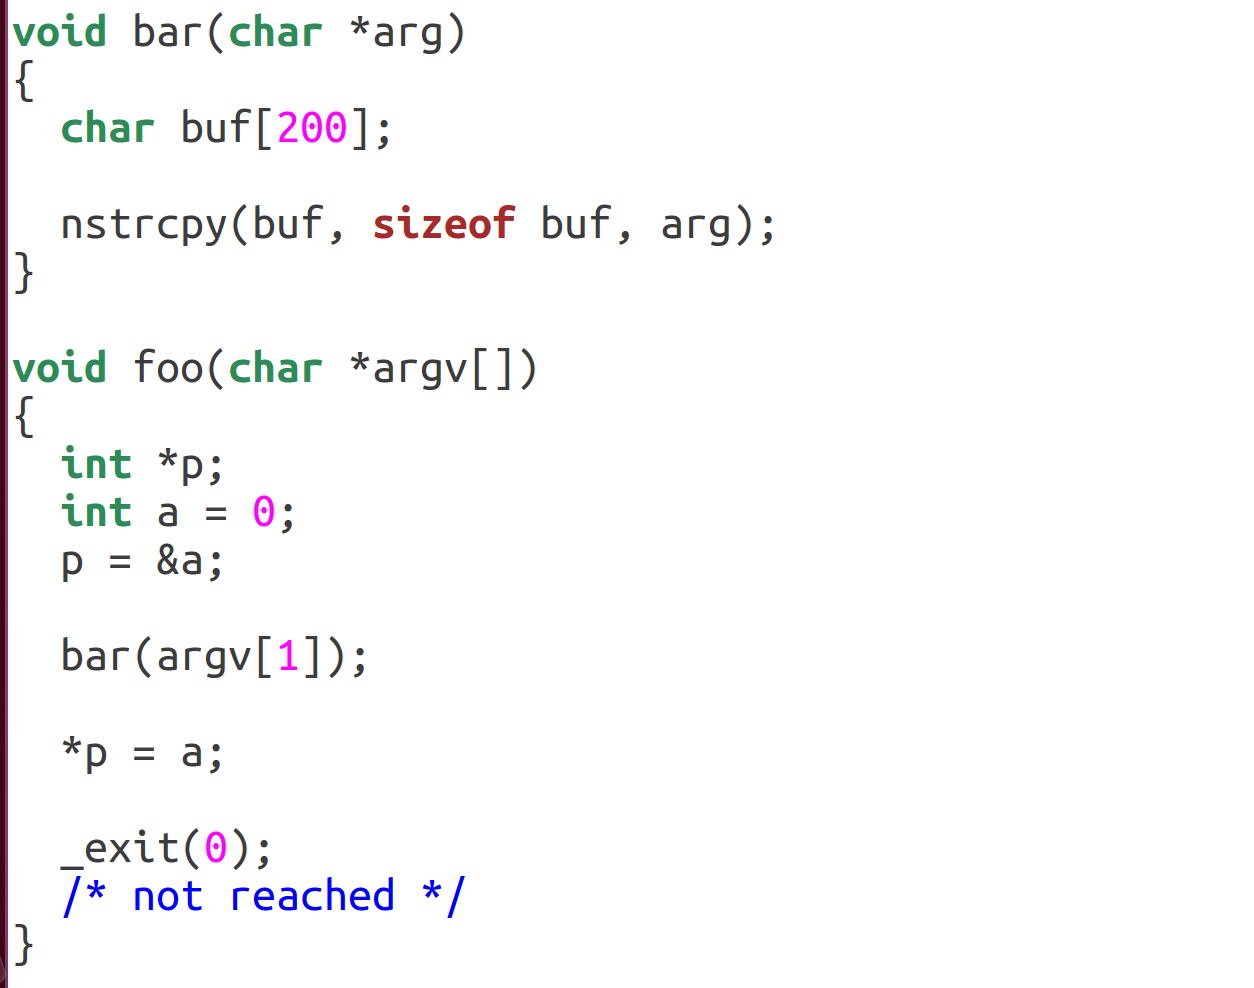 void bar(char *arg)
{
  char buf[200];

  nstrcpy(buf, sizeof buf, arg);
}

void foo(char *argv[])
{
  int *p;
  int a = 0;
  p = &a;

  bar(argv[1]);

  *p = a;

  _exit(0);
  /* not reached */
}